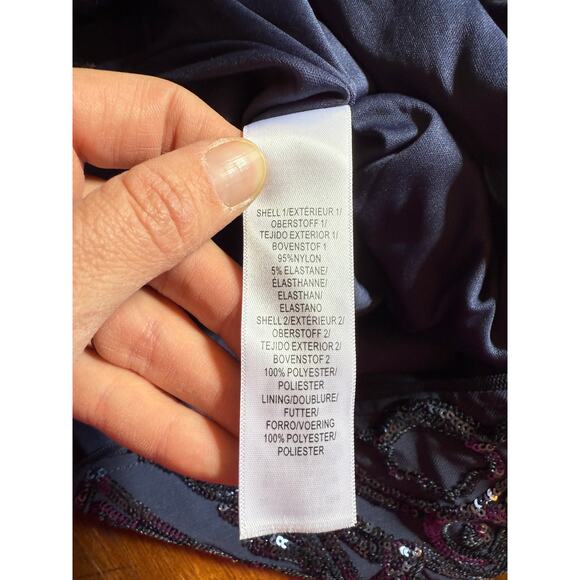 SHELL 1/EXTÉRIEUR 1/
OBERSTOFF 1/
TEJIDO EXTERIOR 1/
BOVENSTOF 1
95%NYLON
5% ELASTANE/
ÉLASTHANNE/
ELASTHAN/
ELASTANO
SHELL 2/EXTÉRIEUR 2/
OBERSTOFF 2/
TEJIDO EXTERIOR 2/
BOVENSTOF 2
100% POLYESTER/
POLIESTER
LINING/DOUBLURE/
FUTTER/
FORRO/VOERING
100% POLYESTER/
POLIESTER